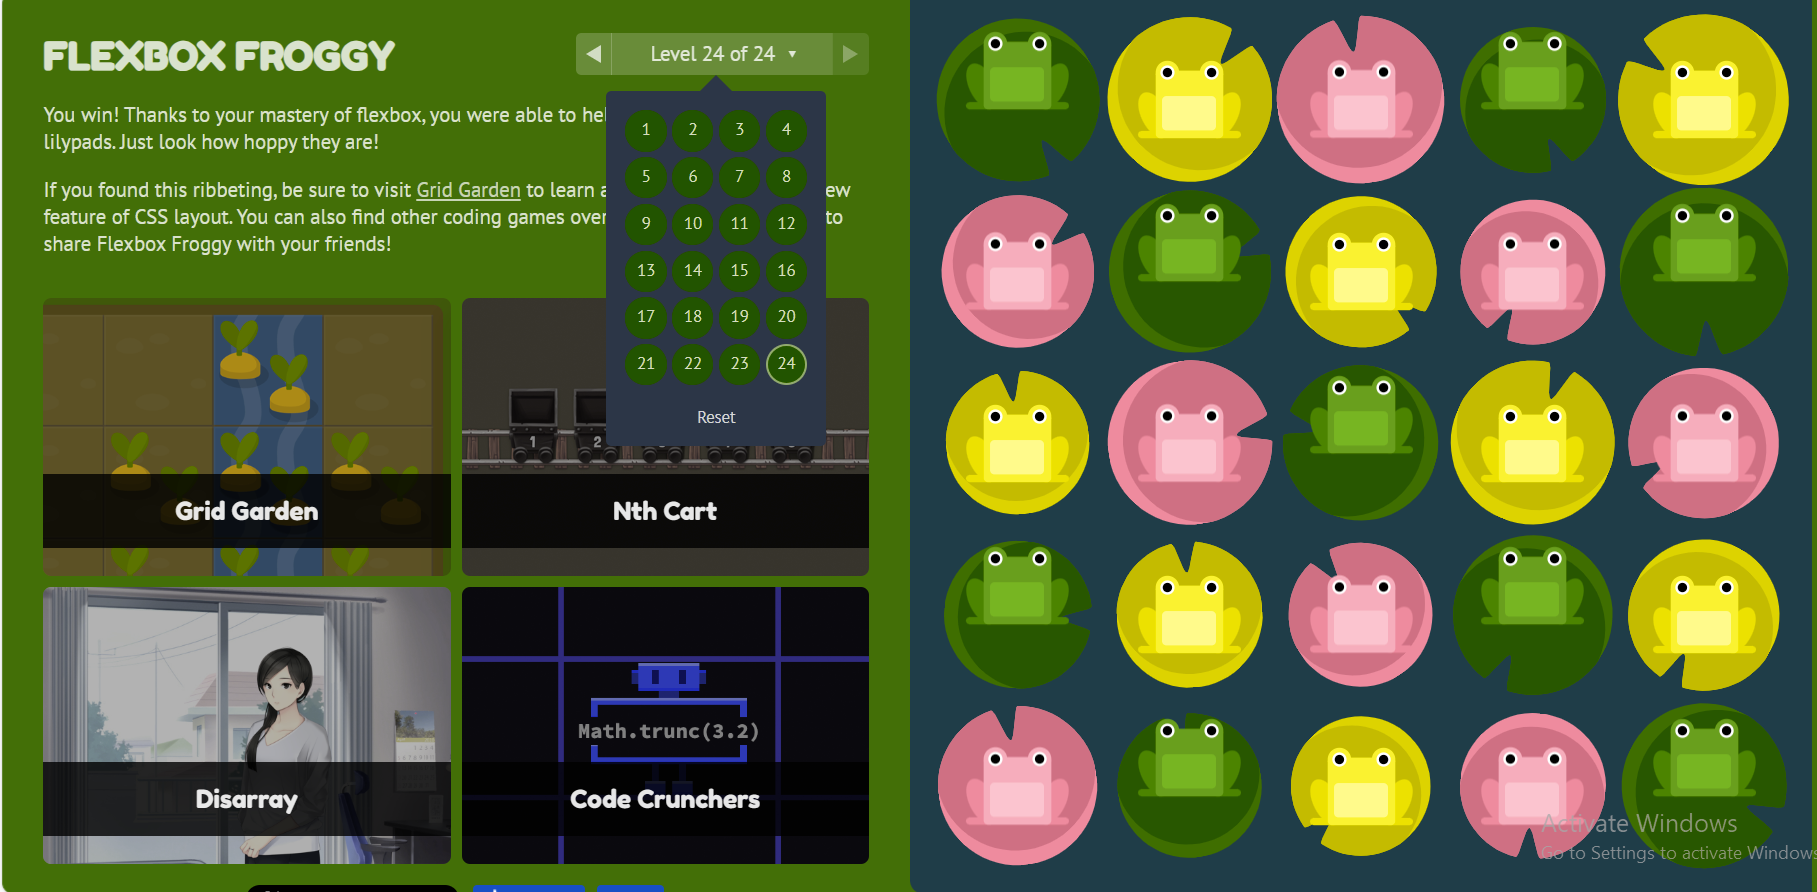 FLEXBOX FROGGY
Level 24 of 24
You win! Thanks to your mastery of flexbox, you were able to
lilypads. Just look how hoppy they are!
If you found this ribbeting, be sure to visit Grid Garden to learn
feature of CSS layout. You can also find other coding games over to
share Flexbox Froggy with your friends!
1 2 3 4
5 6 7 8
9 10 11 12
13 14 15 16
17 18 19 20
21 22 23 24
Reset
1 2
Grid Garden
Nth Cart
Math.trunc(3.2)
Disarray
Code Crunchers
Activate Windows
Go to Settings to activate Windows